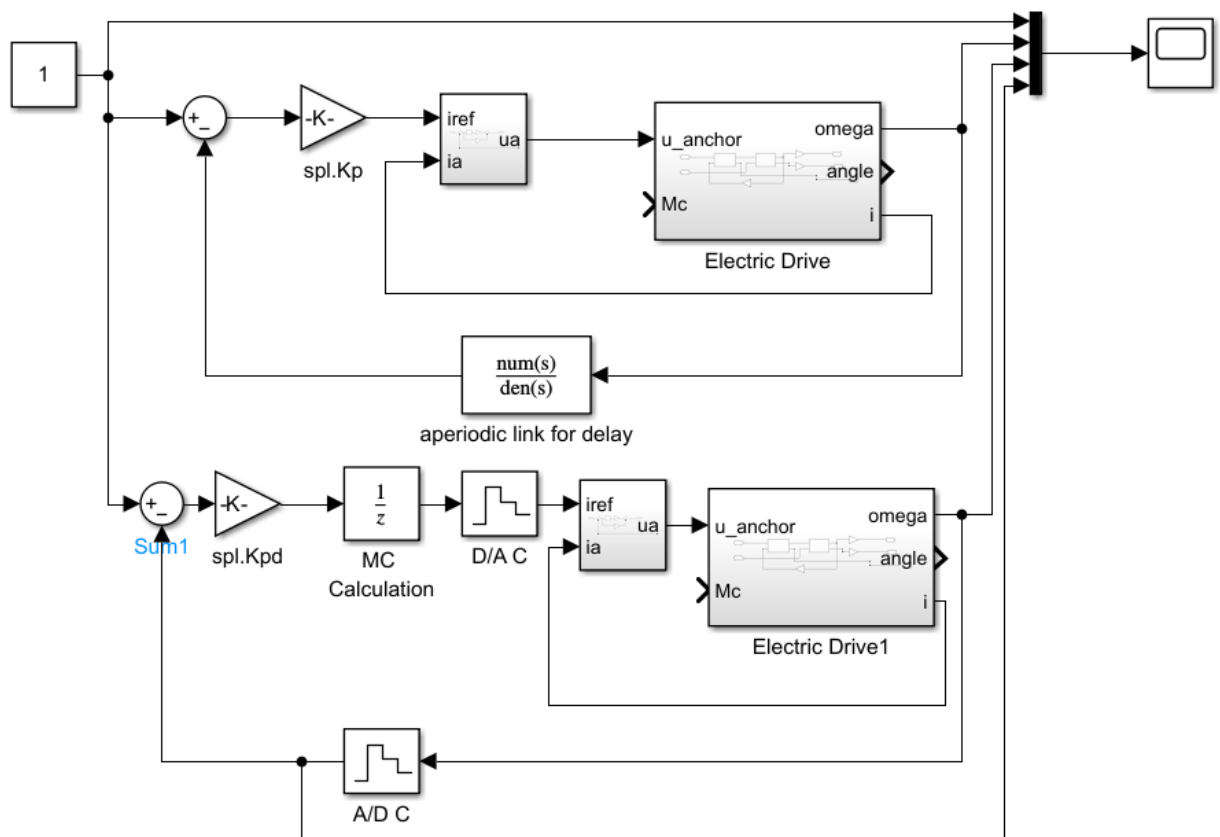 1
+
_
-K-
spl.Kp
iref
ia
ua
u_anchor
Mc
omega
angle
i
Electric Drive
num(s)
den(s)
aperiodic link for delay
+
_
Sum1
-K-
spl.Kpd
1
z
MC
Calculation
D/A C
iref
ia
ua
u_anchor
Mc
omega
angle
i
Electric Drive1
A/D C